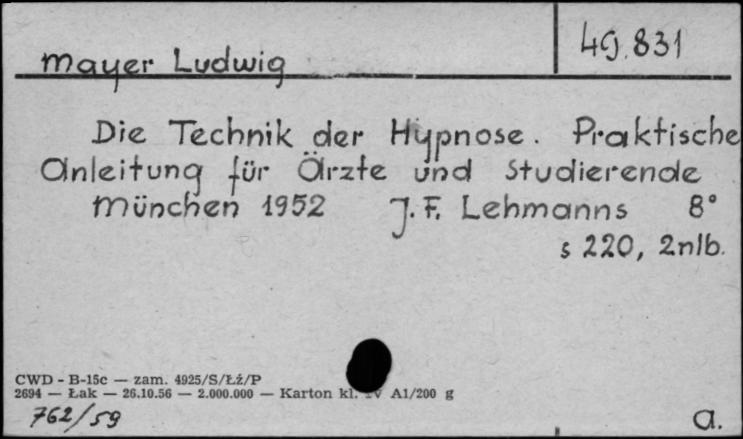 Mayer Ludwig
49.831
Die Technik der Hypnose. Praktische
Anleitung für Ärzte und Studierende
München 1952 J.F. Lehmanns 8°
s 220, 2nlb.
CWD - B-15c — zam. 4925/S/Łź/P
2694 — Łak — 26.10.56 — 2.000.000 — Karton kl. IV A1/200 g
762/59
a.